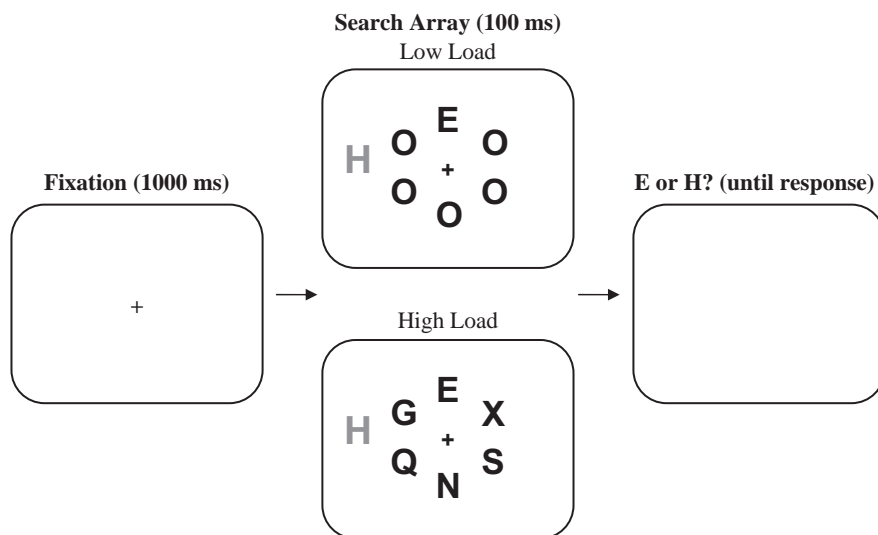 Search Array (100 ms)
Low Load
E
O O
H
+
O O
O
Fixation (1000 ms)
+
E or H? (until response)
High Load
E
G X
H
+
Q S
N